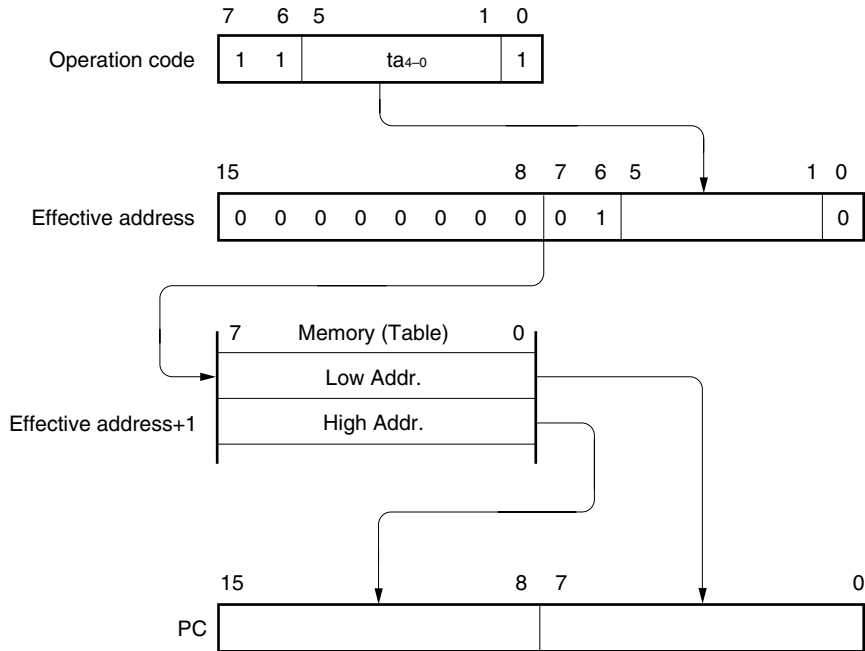 7 6 5 1 0
Operation code 1 1 ta4–0 1
15 8 7 6 5 1 0
Effective address 0 0 0 0 0 0 0 0 0 1 0
7 Memory (Table) 0
Low Addr.
Effective address+1 High Addr.
15 8 7 0
PC